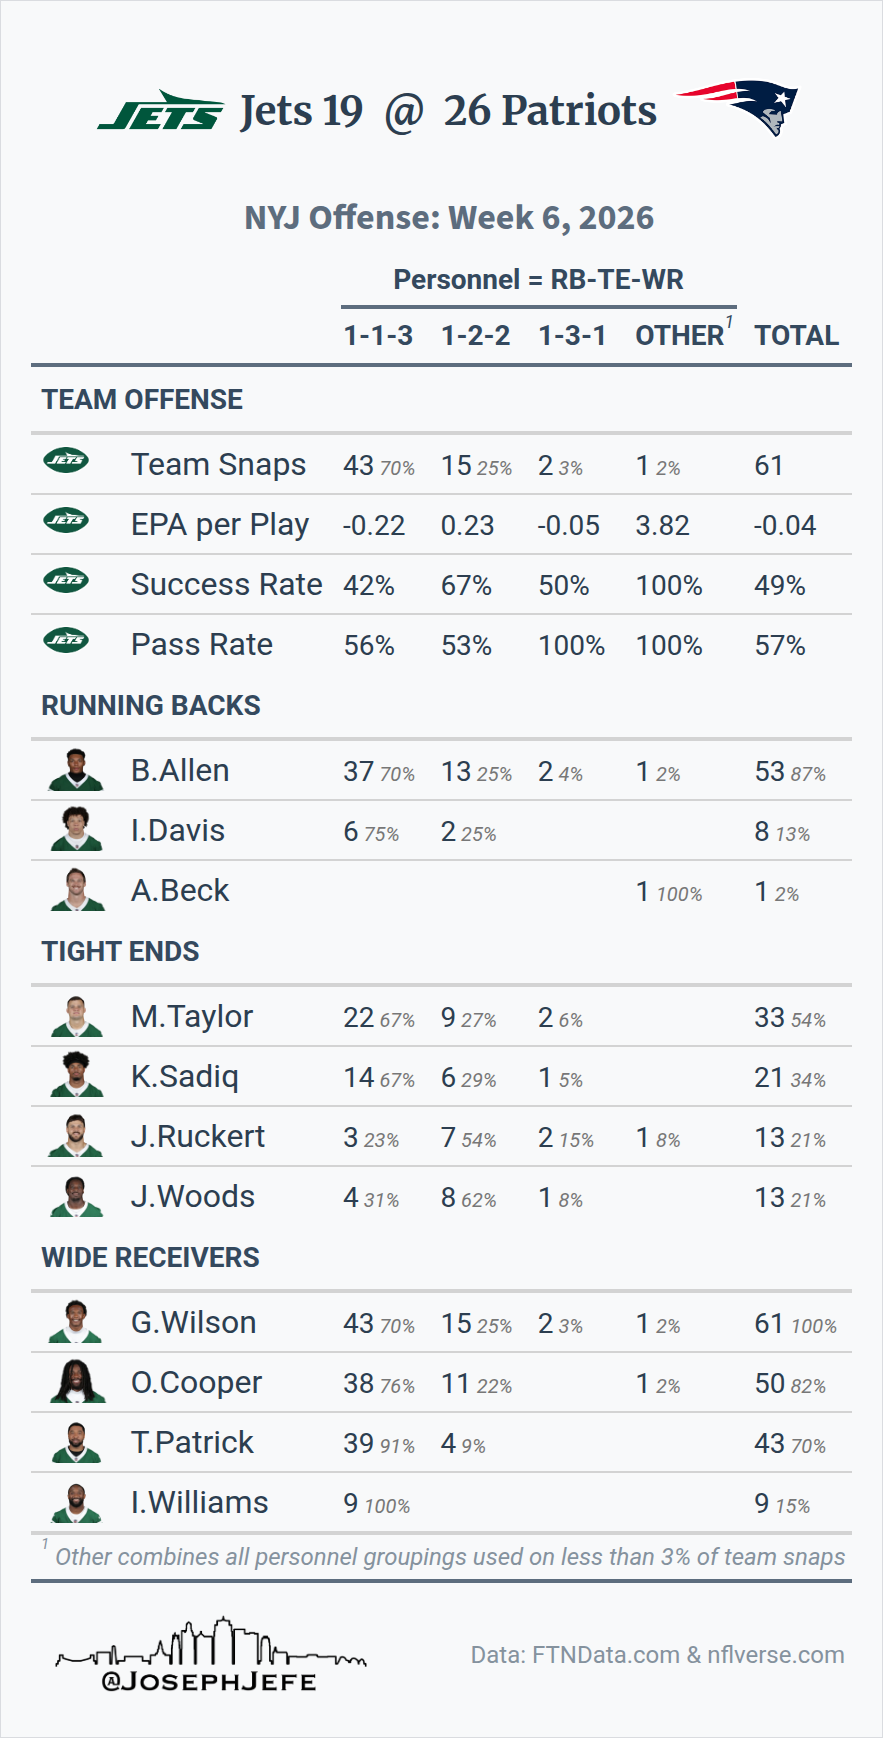 JETS Jets 19 @ 26 Patriots
NYJ Offense: Week 6, 2026
Personnel = RB-TE-WR
1-1-3 1-2-2 1-3-1 OTHER1 TOTAL
TEAM OFFENSE
JETS Team Snaps 43 70% 15 25% 2 3% 1 2% 61
JETS EPA per Play -0.22 0.23 -0.05 3.82 -0.04
JETS Success Rate 42% 67% 50% 100% 49%
JETS Pass Rate 56% 53% 100% 100% 57%
RUNNING BACKS
B.Allen 37 70% 13 25% 2 4% 1 2% 53 87%
I.Davis 6 75% 2 25% 8 13%
A.Beck 1 100% 1 2%
TIGHT ENDS
M.Taylor 22 67% 9 27% 2 6% 33 54%
K.Sadiq 14 67% 6 29% 1 5% 21 34%
J.Ruckert 3 23% 7 54% 2 15% 1 8% 13 21%
J.Woods 4 31% 8 62% 1 8% 13 21%
WIDE RECEIVERS
G.Wilson 43 70% 15 25% 2 3% 1 2% 61 100%
O.Cooper 38 76% 11 22% 1 2% 50 82%
T.Patrick 39 91% 4 9% 43 70%
I.Williams 9 100% 9 15%
1 Other combines all personnel groupings used on less than 3% of team snaps
@JosephJefe
Data: FTNData.com & nflverse.com